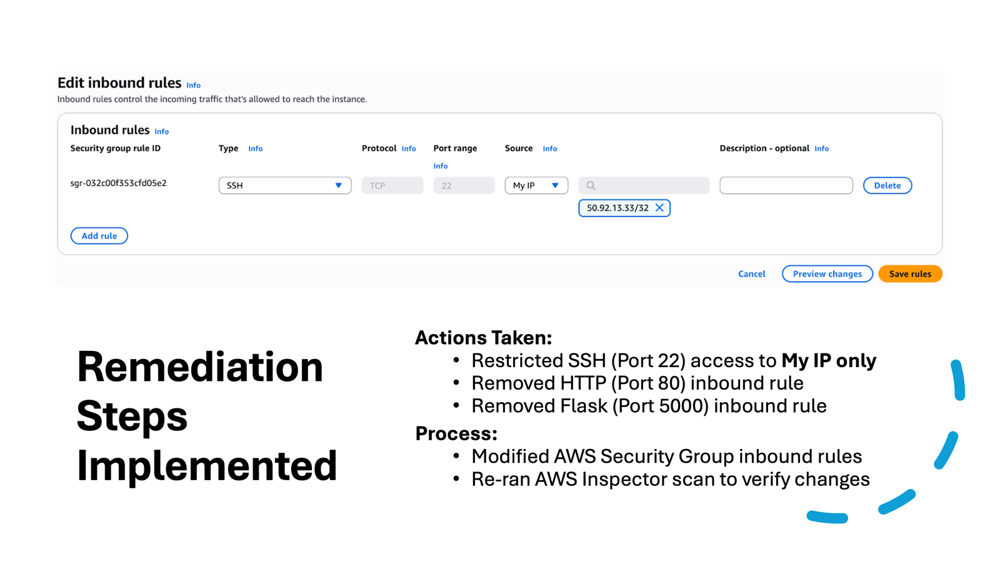 Edit inbound rules Info
Inbound rules control the incoming traffic that's allowed to reach the instance.
Inbound rules Info
Security group rule ID Type Info Protocol Info Port range Info Source Info Description - optional Info
sgr-032c00f353cfd05e2 SSH TCP 22 My IP Delete
50.92.13.33/32
Add rule
Cancel Preview changes Save rules
Remediation
Steps
Implemented
Actions Taken:
• Restricted SSH (Port 22) access to My IP only
• Removed HTTP (Port 80) inbound rule
• Removed Flask (Port 5000) inbound rule
Process:
• Modified AWS Security Group inbound rules
• Re-ran AWS Inspector scan to verify changes